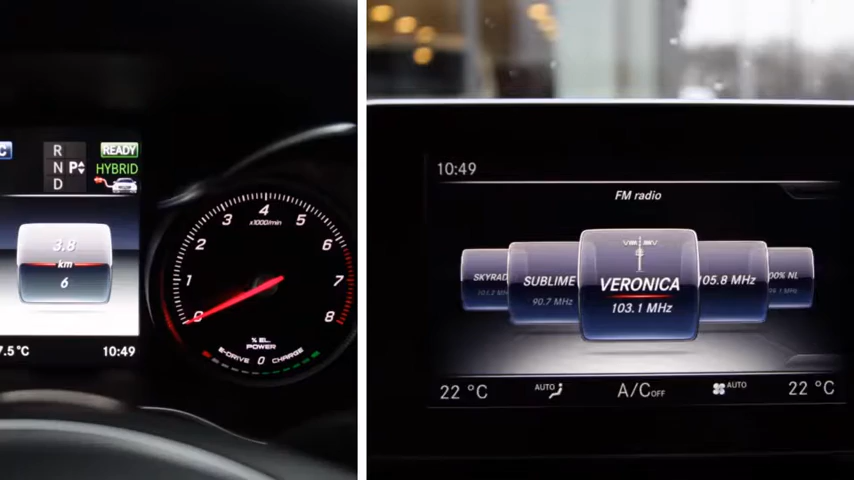 C
R
N P
D
READY
HYBRID
3.8
km
6
7.5°C
10:49
0
1
2
3
4
5
6
7
8
x1000/min
% EL.
POWER
E-DRIVE 0 CHARGE
10:49
FM radio
SKYRAD
SUBLIME
90.7 MHz
VERONICA
103.1 MHz
105.8 MHz
00% NL
22 °C
AUTO
A/C OFF
AUTO
22 °C